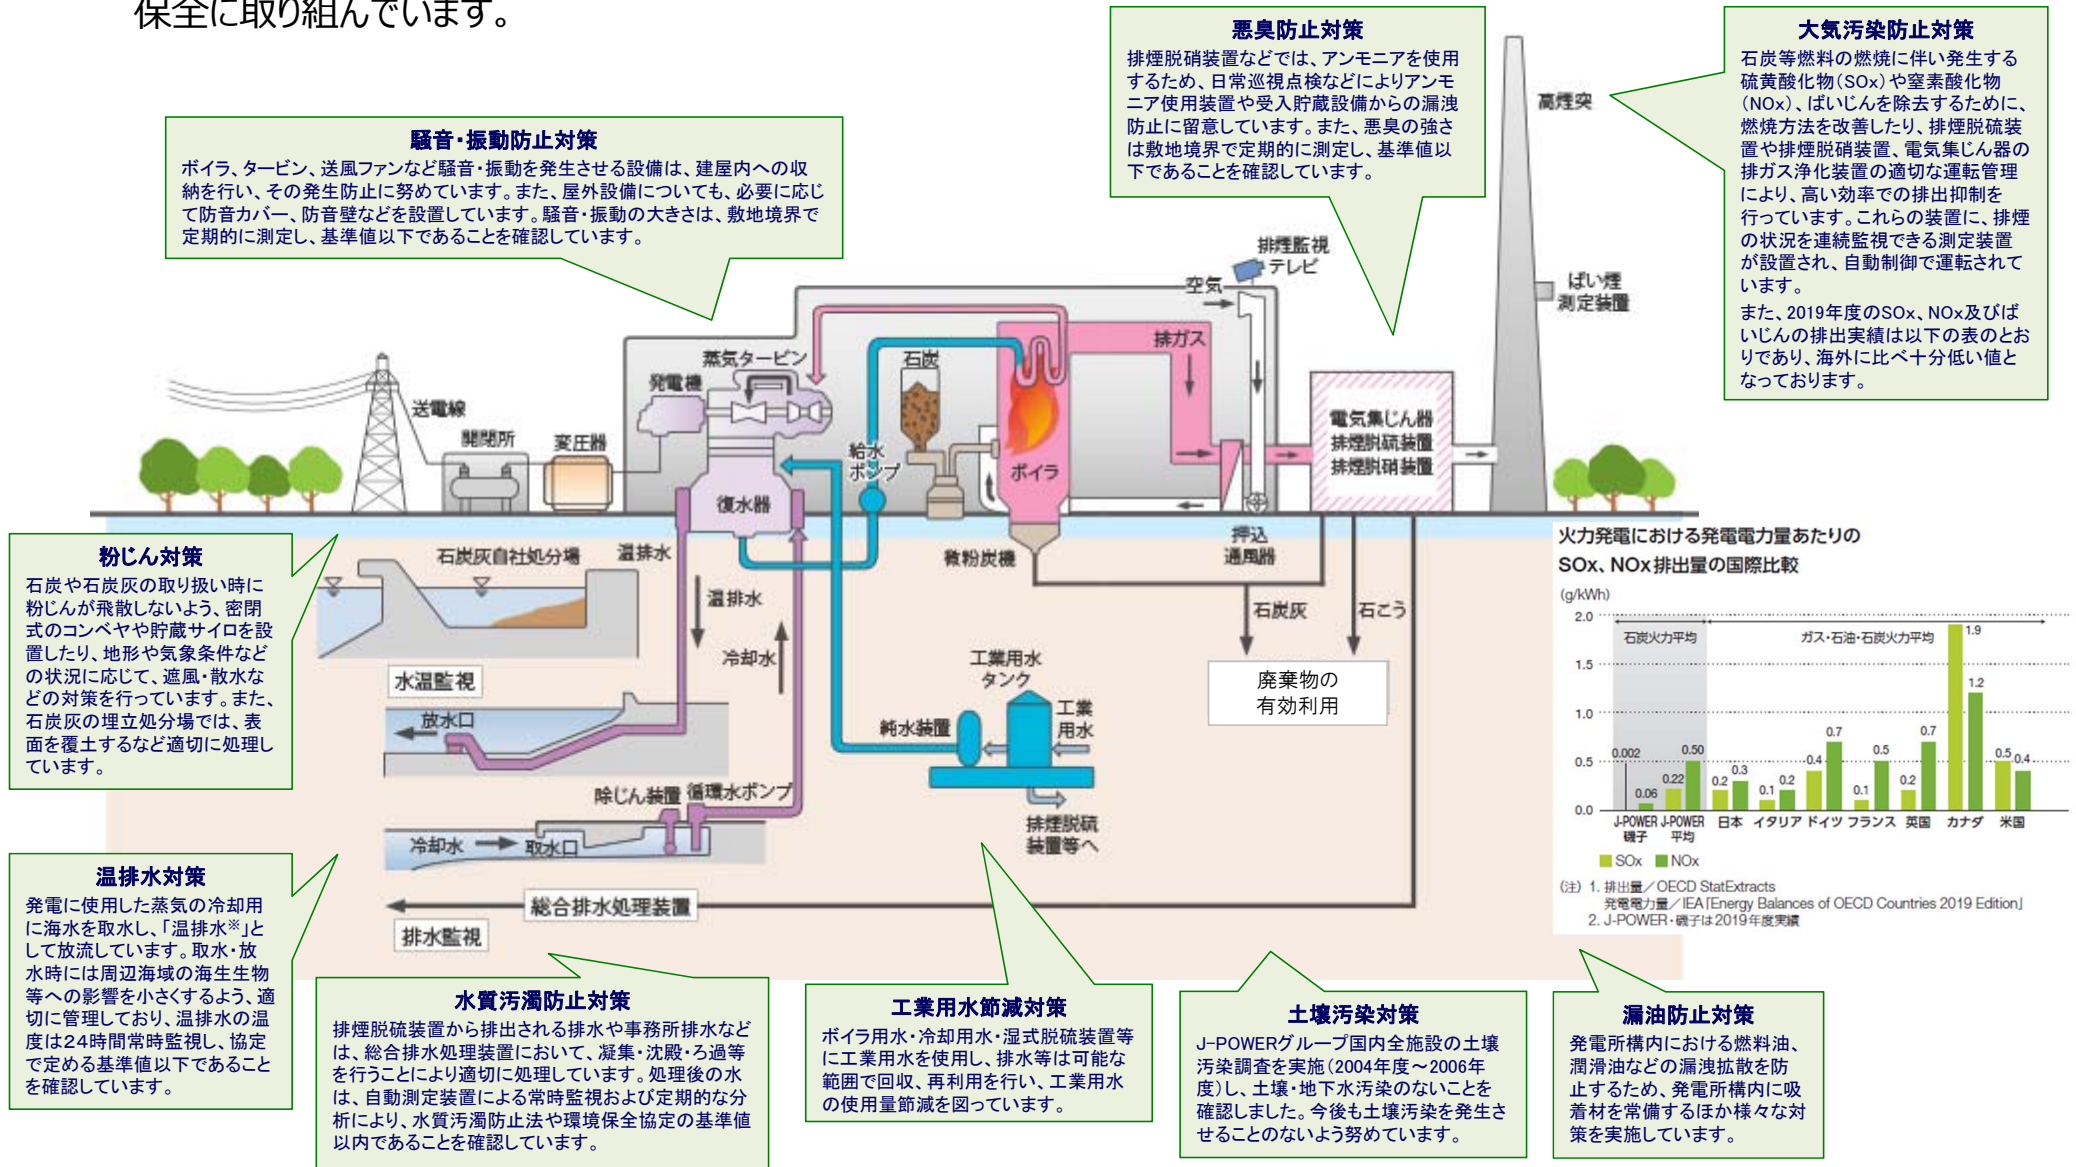 保全に取り組んでいます。
悪臭防止対策
排煙脱硝装置などでは、アンモニアを使用
するため、日常巡視点検などによりアンモ
ニア使用装置や受入貯蔵設備からの漏洩
防止に留意しています。また、悪臭の強さ
は敷地境界で定期的に測定し、基準値以
下であることを確認しています。
大気汚染防止対策
石炭等燃料の燃焼に伴い発生する
硫黄酸化物(SOx)や窒素酸化物
(NOx)、ばいじんを除去するために、
燃焼方法を改善したり、排煙脱硫装
置や排煙脱硝装置、電気集じん器の
排ガス浄化装置の適切な運転管理
により、高い効率での排出抑制を
行っています。これらの装置に、排煙
の状況を連続監視できる測定装置
が設置され、自動制御で運転されて
います。
また、2019年度のSOx、NOx及びば
いじんの排出実績は以下の表のとお
りであり、海外に比べ十分低い値と
なっております。
騒音・振動防止対策
ボイラ、タービン、送風ファンなど騒音・振動を発生させる設備は、建屋内への収
納を行い、その発生防止に努めています。また、屋外設備についても、必要に応じ
て防音カバー、防音壁などを設置しています。騒音・振動の大きさは、敷地境界で
定期的に測定し、基準値以下であることを確認しています。
高煙突
排煙監視
テレビ
空気
ばい煙
測定装置
排ガス
蒸気タービン
石炭
発電機
送電線
開閉所
変圧器
給水
ポンプ
ボイラ
電気集じん器
排煙脱硫装置
排煙脱硝装置
復水器
押込
通風器
微粉炭機
温排水
石炭灰自社処分場
温排水
冷却水
石炭灰
石こう
廃棄物の
有効利用
水温監視
放水口
工業用水
タンク
工業
用水
純水装置
除じん装置
循環水ポンプ
冷却水
取水口
排煙脱硫
装置等へ
総合排水処理装置
排水監視
粉じん対策
石炭や石炭灰の取り扱い時に
粉じんが飛散しないよう、密閉
式のコンベヤや貯蔵サイロを設
置したり、地形や気象条件など
の状況に応じて、遮風・散水な
どの対策を行っています。また、
石炭灰の埋立処分場では、表
面を覆土するなど適切に処理し
ています。
火力発電における発電電力量あたりの
SOx、NOx排出量の国際比較
(g/kWh)
2.0
1.5
1.0
0.5
0.0
石炭火力平均
ガス・石油・石炭火力平均
0.002
0.06
0.22
0.50
0.2
0.3
0.1
0.2
0.4
0.7
0.1
0.5
0.2
0.7
1.9
1.2
0.5
0.4
J-POWER
磯子
J-POWER
平均
日本
イタリア
ドイツ
フランス
英国
カナダ
米国
SOx
NOx
(注) 1. 排出量／OECD StatExtracts
発電電力量／IEA「Energy Balances of OECD Countries 2019 Edition」
2. J-POWER・磯子は2019年度実績
温排水対策
発電に使用した蒸気の冷却用
に海水を取水し、「温排水※」と
して放流しています。取水・放
水時には周辺海域の海生生物
等への影響を小さくするよう、適
切に管理しており、温排水の温
度は24時間常時監視し、協定
で定める基準値以下であること
を確認しています。
水質汚濁防止対策
排煙脱硫装置から排出される排水や事務所排水など
は、総合排水処理装置において、凝集・沈殿・ろ過等
を行うことにより適切に処理しています。処理後の水
は、自動測定装置による常時監視および定期的な分
析により、水質汚濁防止法や環境保全協定の基準値
以内であることを確認しています。
工業用水節減対策
ボイラ用水・冷却用水・湿式脱硫装置等
に工業用水を使用し、排水等は可能な
範囲で回収、再利用を行い、工業用水
の使用量節減を図っています。
土壌汚染対策
J-POWERグループ国内全施設の土壌
汚染調査を実施(2004年度～2006年
度)し、土壌・地下水汚染のないことを
確認しました。今後も土壌汚染を発生さ
せることのないよう努めています。
漏油防止対策
発電所構内における燃料油、
潤滑油などの漏洩拡散を防
止するため、発電所構内に吸
着材を常備するほか様々な対
策を実施しています。